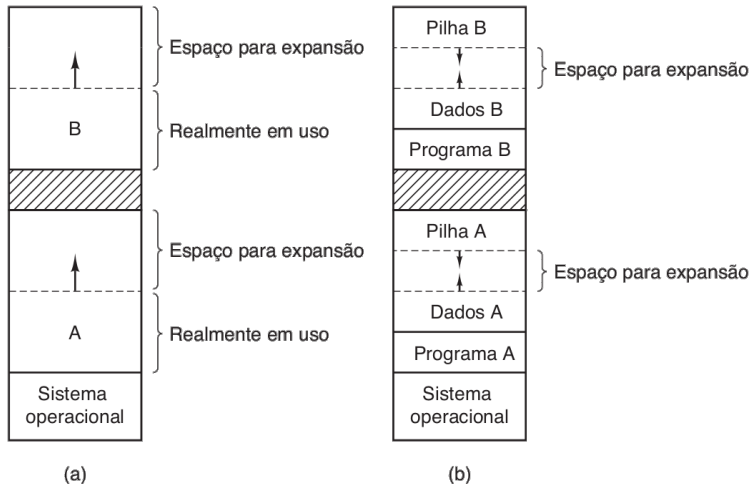 Espaço para expansão
B
Realmente em uso
Espaço para expansão
A
Realmente em uso
Sistema
operacional
(a)
Pilha B
Espaço para expansão
Dados B
Programa B
Pilha A
Espaço para expansão
Dados A
Programa A
Sistema
operacional
(b)